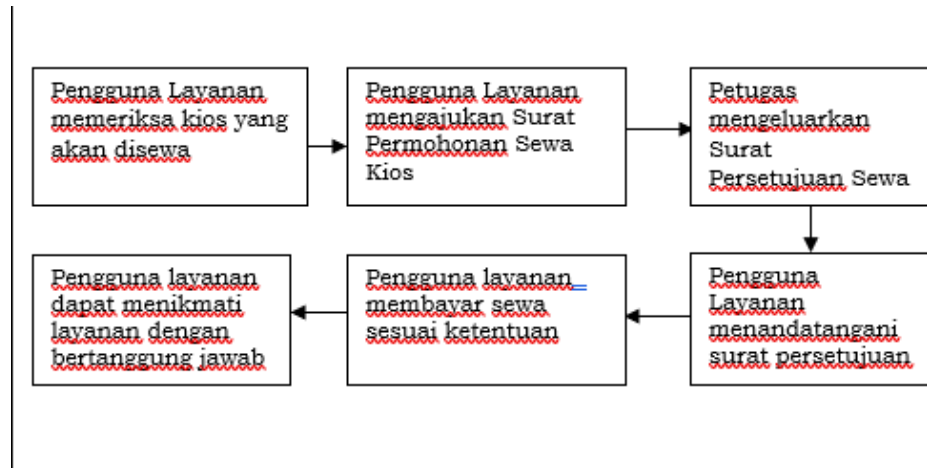 Pengguna Layanan
memeriksa kios yang
akan disewa
Pengguna Layanan
mengajukan Surat
Permohonan Sewa
Kios
Petugas
mengeluarkan
Surat
Persetujuan Sewa
Pengguna
Layanan
menandatangani
surat persetujuan
Pengguna layanan
membayar sewa
sesuai ketentuan
Pengguna layanan
dapat menikmati
layanan dengan
bertanggung jawab